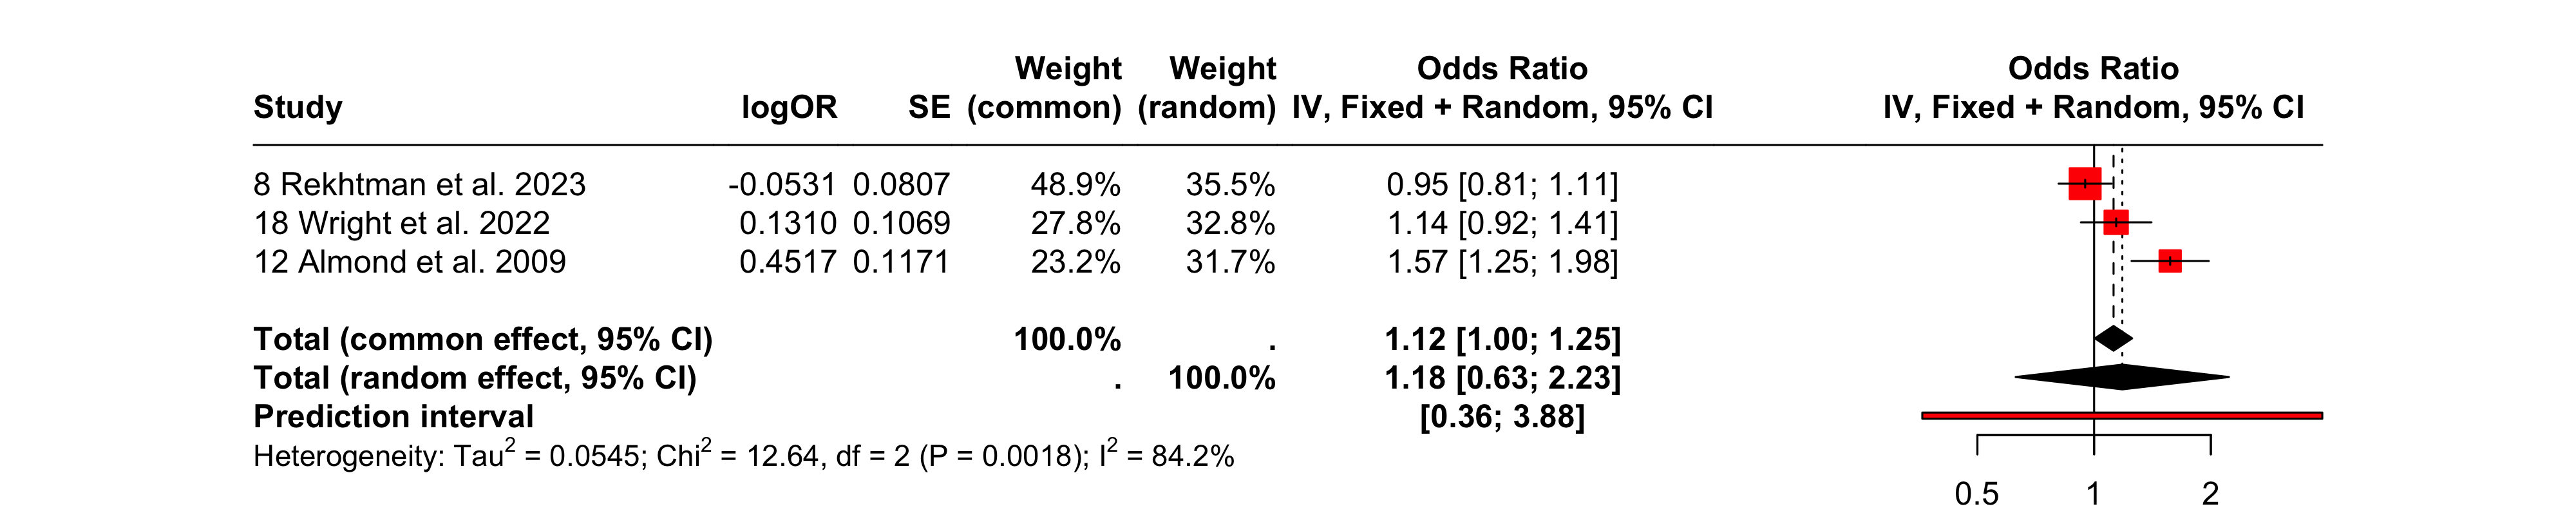 Weight Weight Odds Ratio Odds Ratio
Study logOR SE (common) (random) IV, Fixed + Random, 95% CI IV, Fixed + Random, 95% CI
8 Rekhtman et al. 2023 -0.0531 0.0807 48.9% 35.5% 0.95 [0.81; 1.11]
18 Wright et al. 2022 0.1310 0.1069 27.8% 32.8% 1.14 [0.92; 1.41]
12 Almond et al. 2009 0.4517 0.1171 23.2% 31.7% 1.57 [1.25; 1.98]
Total (common effect, 95% CI) 100.0% . 1.12 [1.00; 1.25]
Total (random effect, 95% CI) . 100.0% 1.18 [0.63; 2.23]
Prediction interval [0.36; 3.88]
Heterogeneity: Tau² = 0.0545; Chi² = 12.64, df = 2 (P = 0.0018); I² = 84.2%
0.5 1 2